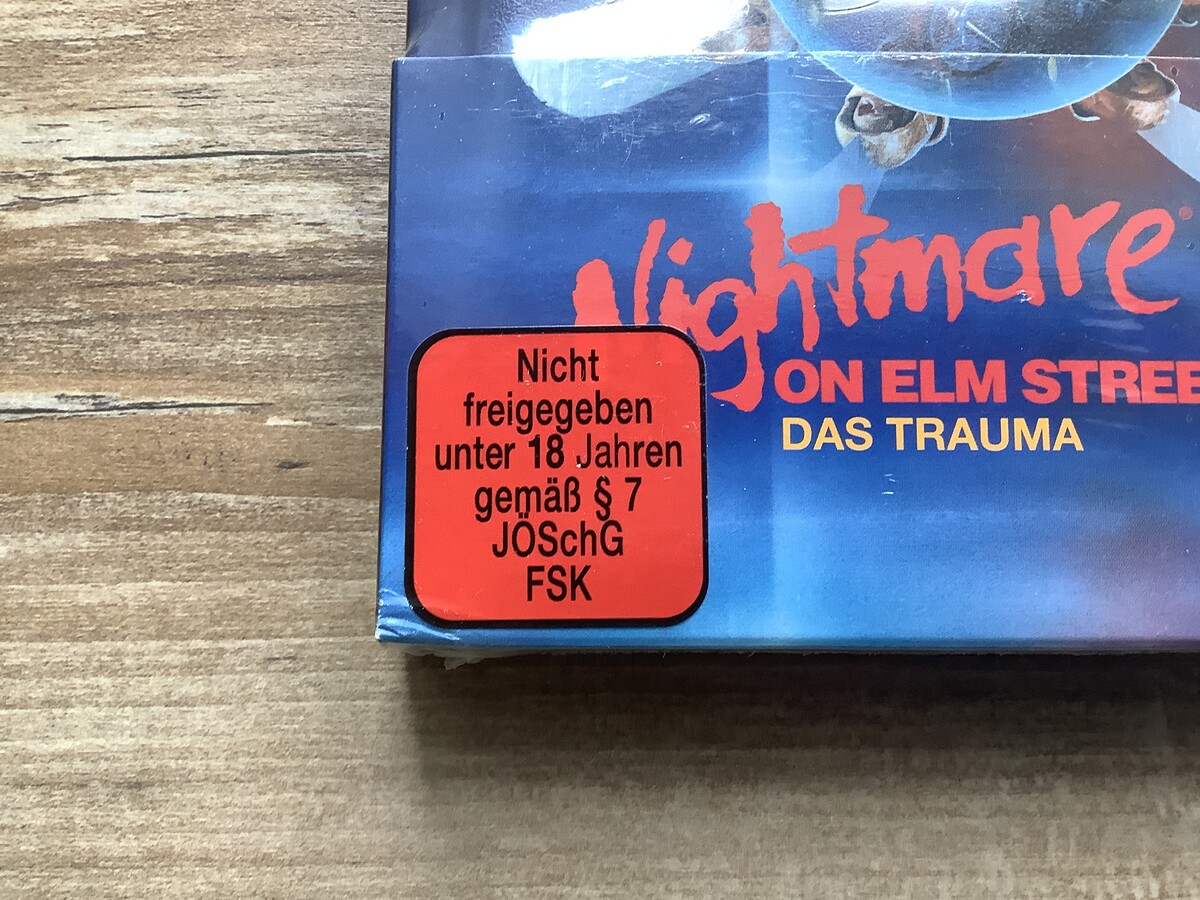 Nightmare
ON ELM STREE
DAS TRAUMA
Nicht
freigegeben
unter 18 Jahren
gemäß § 7
JÖSchG
FSK